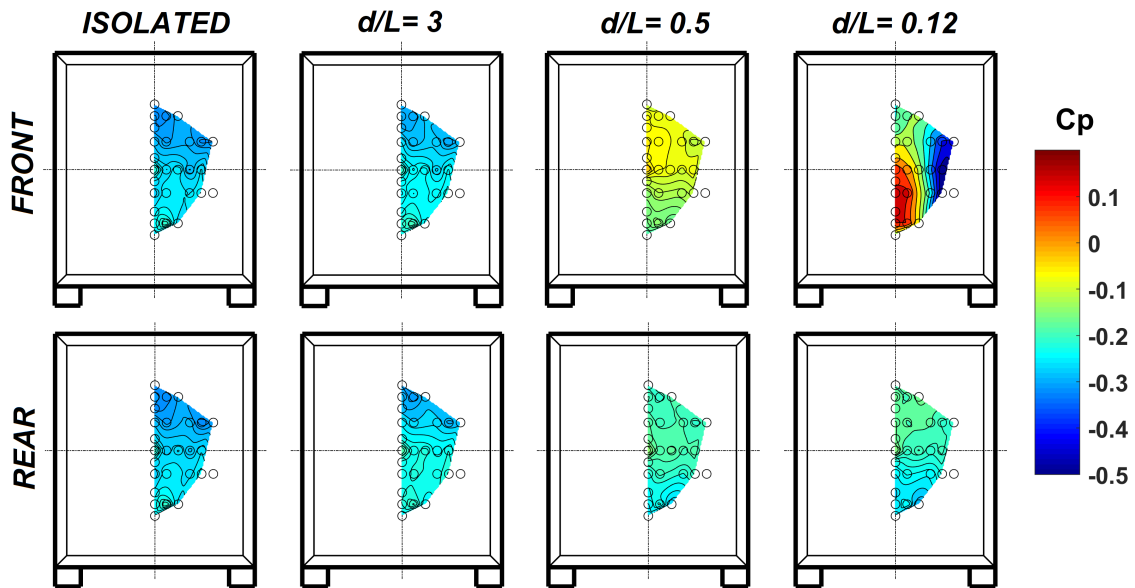 ISOLATED d/L= 3 d/L= 0.5 d/L= 0.12
FRONT
Cp
0.1
0
-0.1
-0.2
-0.3
-0.4
-0.5
REAR